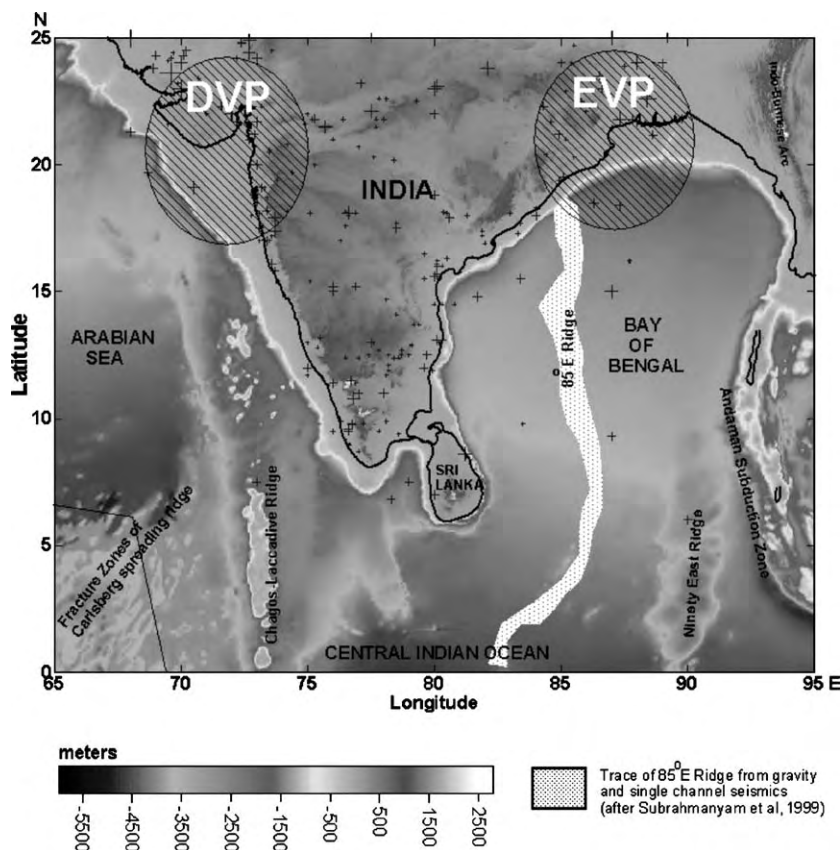 N
25
20
15
10
5
0
Latitude
65
70
75
80
85
90
95 E
Longitude
DVP
EVP
INDIA
Indo-Burmese Arc
ARABIAN
SEA
BAY
OF
BENGAL
85°E Ridge
SRI
LANKA
Andaman Subduction Zone
Fracture Zones of
Carlsberg spreading ridge
Chagos-Laccadive Ridge
Ninety East Ridge
CENTRAL INDIAN OCEAN
meters
-5500
-4500
-3500
-2500
-1500
-500
500
1500
2500
Trace of 85°E Ridge from gravity
and single channel seismics
(after Subrahmanyam et al, 1999)